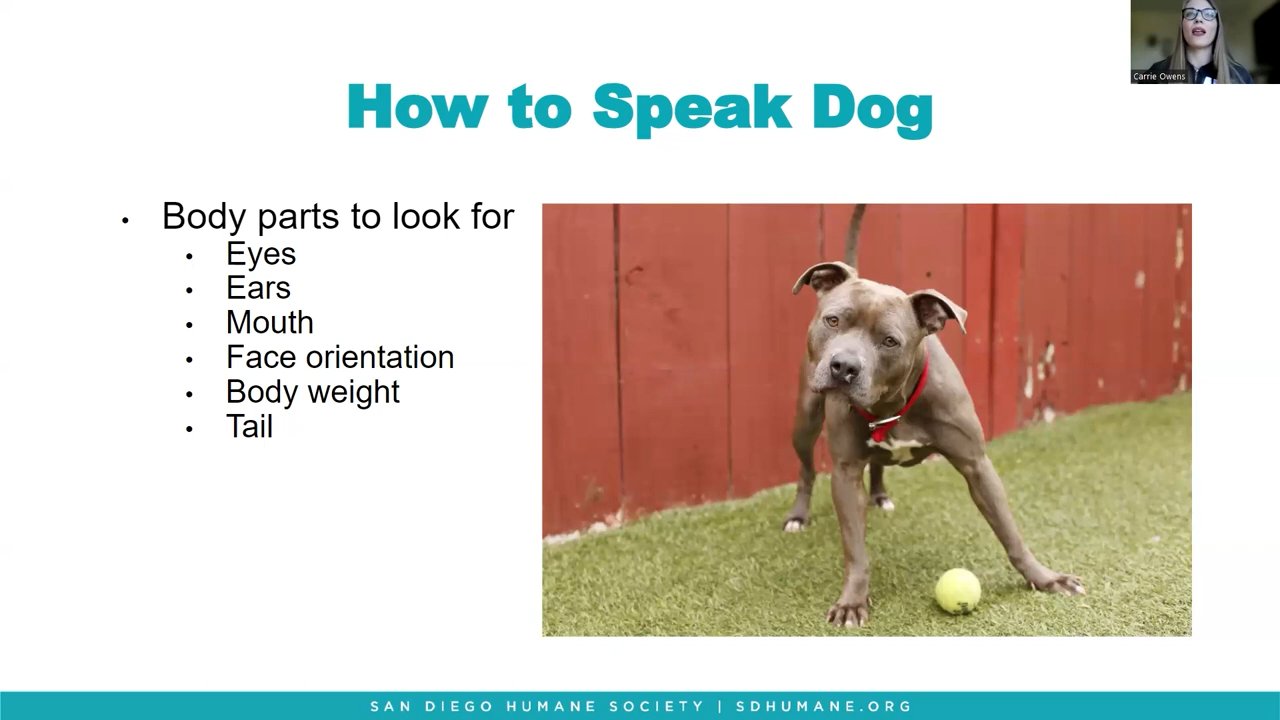 Carrie Owens
How to Speak Dog
• Body parts to look for
• Eyes
• Ears
• Mouth
• Face orientation
• Body weight
• Tail
SAN DIEGO HUMANE SOCIETY | SDHUMANE.ORG